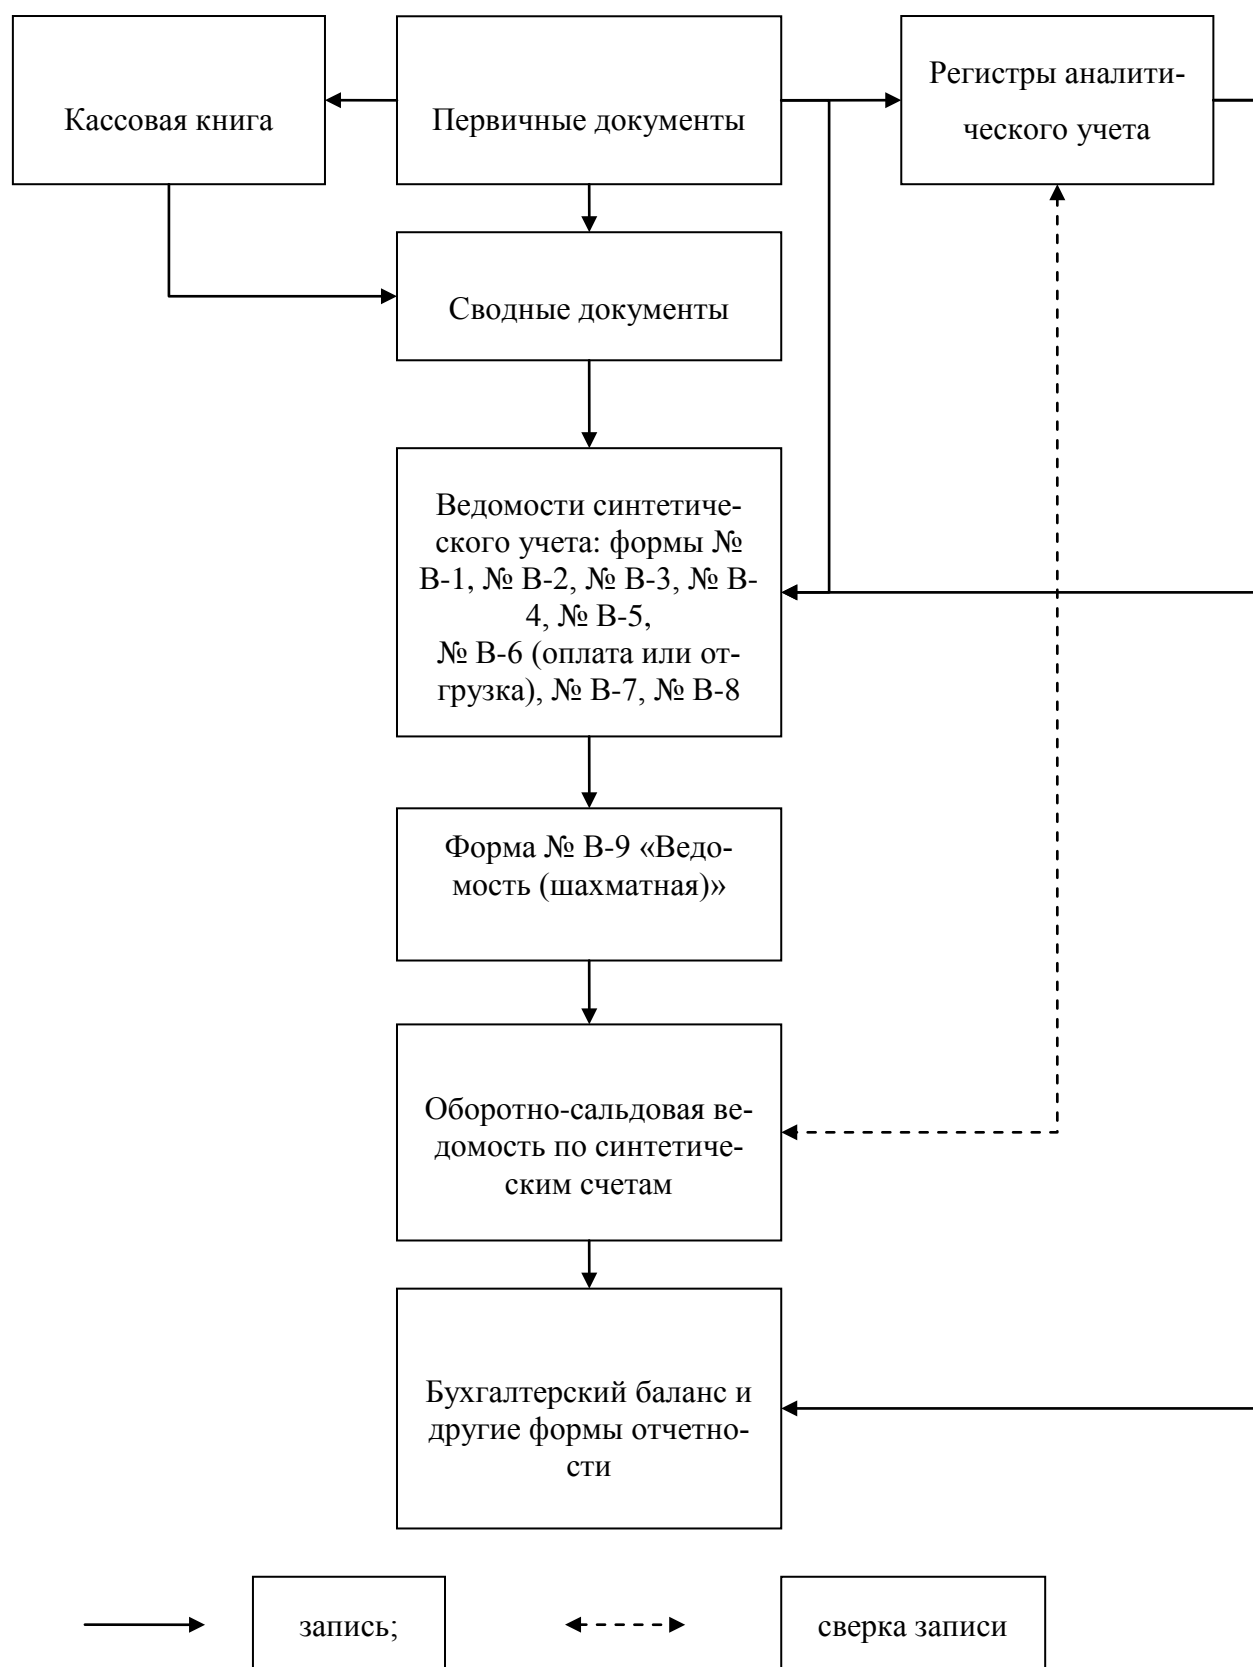 Кассовая книга
Первичные документы
Регистры аналити-
ческого учета
Сводные документы
Ведомости синтетиче-
ского учета: формы №
В-1, № В-2, № В-3, № В-
4, № В-5,
№ В-6 (оплата или от-
грузка), № В-7, № В-8
Форма № В-9 «Ведо-
мость (шахматная)»
Оборотно-сальдовая ве-
домость по синтетиче-
ским счетам
Бухгалтерский баланс и
другие формы отчетно-
сти
запись;
сверка записи